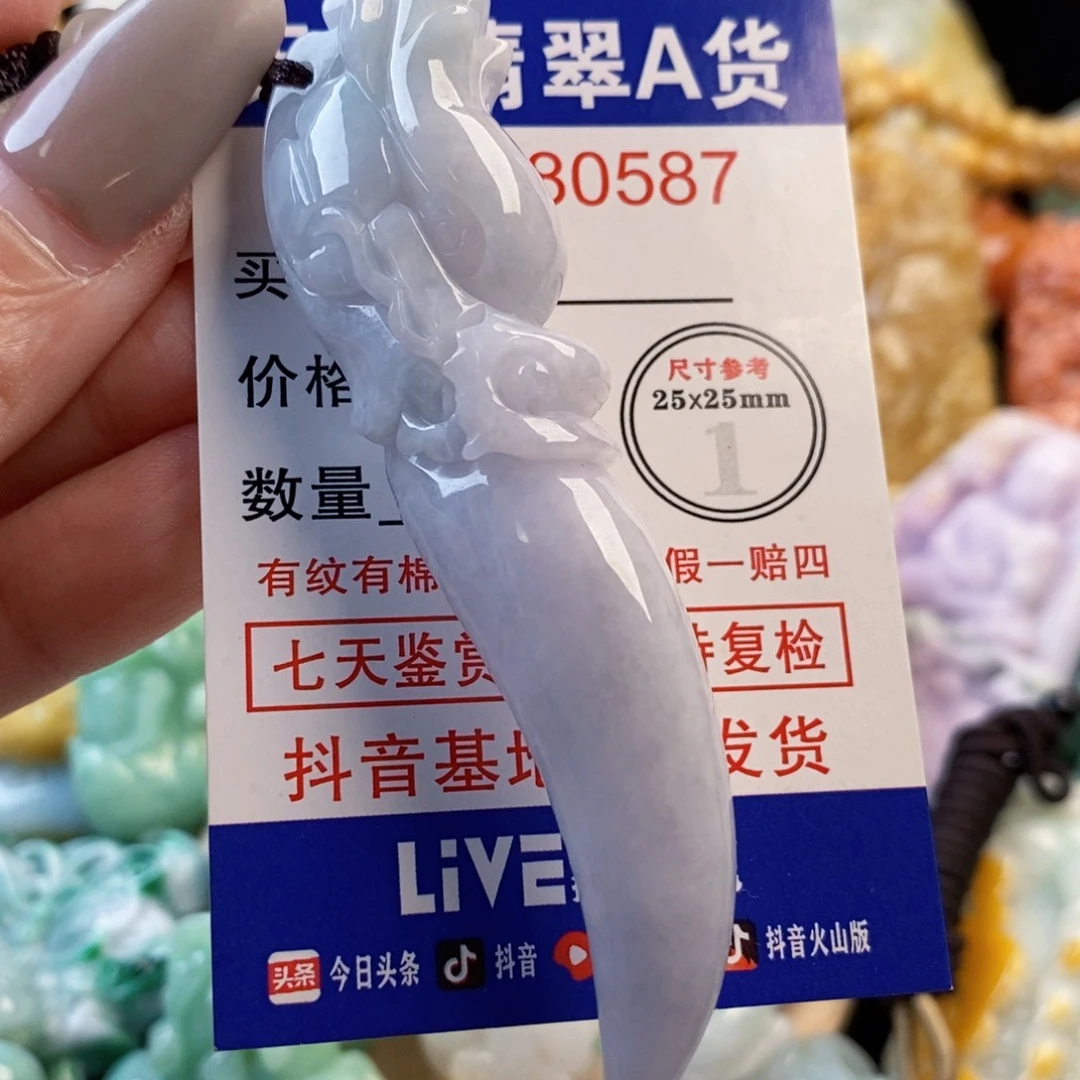 翡翠A货
80587
买
价格
尺寸参考
25x25mm
1
数量
有纹有棉 假一赔四
七天鉴赏 持复检
抖音基地 发货
LiVE
头条 今日头条 抖音 抖音火山版